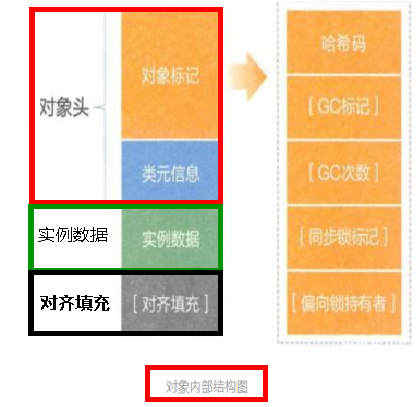 对象头
对象标记
类元信息
实例数据
实例数据
对齐填充
[ 对齐填充 ]
哈希码
[ GC标记 ]
[ GC次数 ]
[ 同步锁标记 ]
[ 偏向锁持有者 ]
对象内部结构图